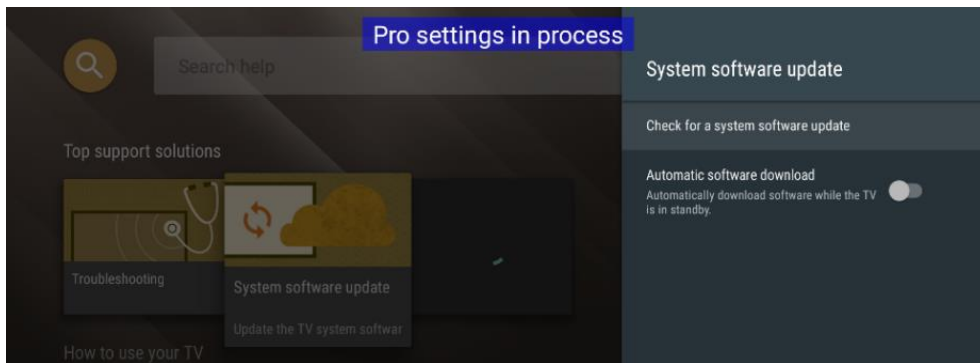 Pro settings in process
Search help
Top support solutions
Troubleshooting
System software update
Update the TV system softwar
How to use your TV
System software update
Check for a system software update
Automatic software download
Automatically download software while the TV
is in standby.